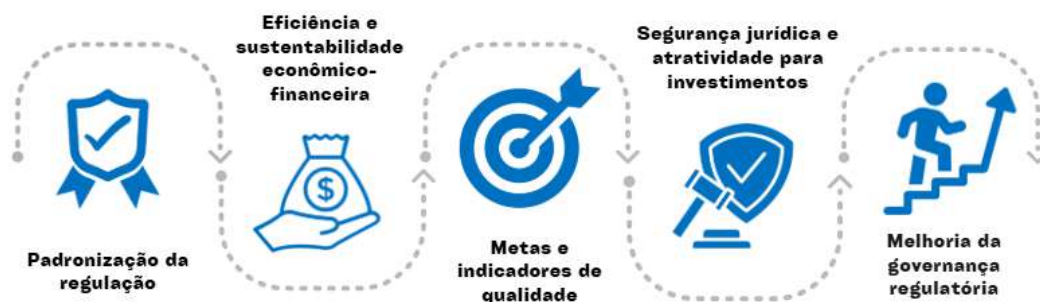 Padronização da
regulação
Eficiência e
sustentabilidade
econômico-
financeira
$
Metas e
indicadores de
qualidade
Segurança jurídica e
atratividade para
investimentos
Melhoria da
governança
regulatória